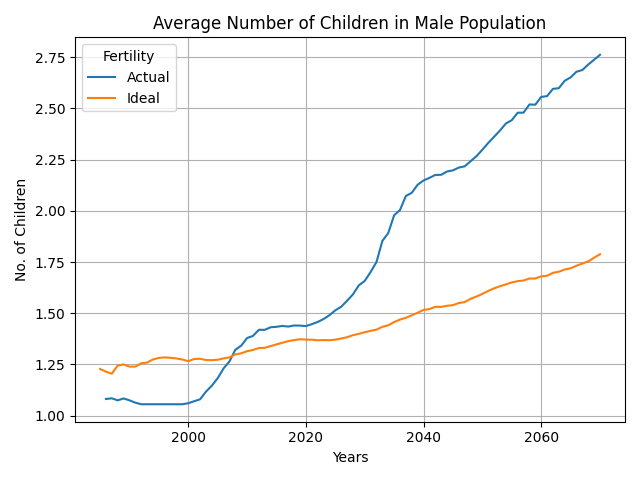 Average Number of Children in Male Population
Fertility
Actual
Ideal
No. of Children
2.75
2.50
2.25
2.00
1.75
1.50
1.25
1.00
2000
2020
2040
2060
Years